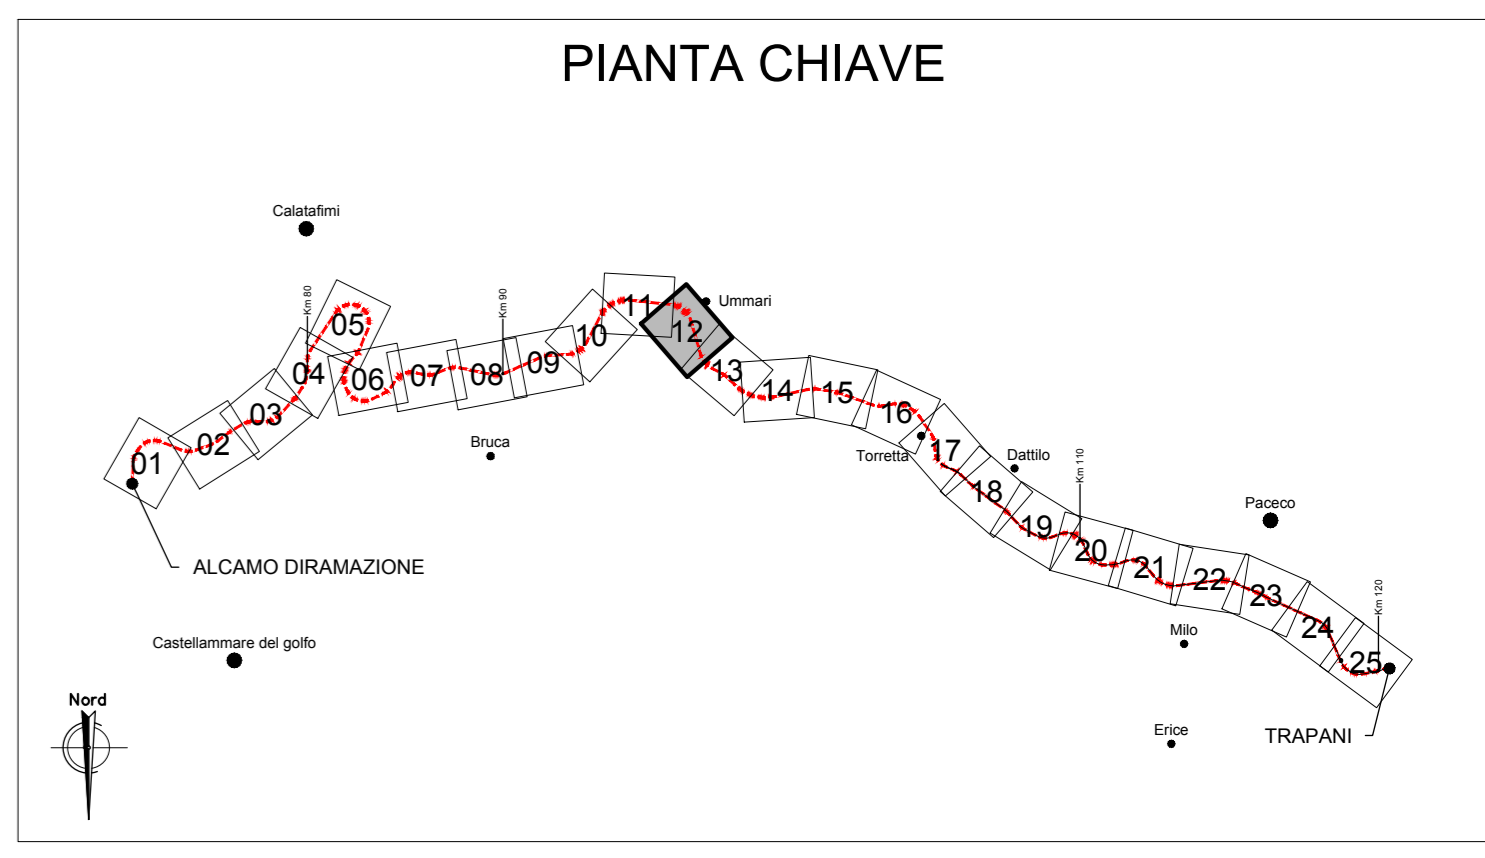 PIANTA CHIAVE
Calatafimi
Km 80
Km 90
Ummari
11
12
05
10
13
04
09
06
07
08
14
15
16
03
02
01
Bruca
Torretta
17
Dattilo
Km 110
18
19
20
21
22
23
24
25
Paceco
Km 120
ALCAMO DIRAMAZIONE
Castellammare del golfo
Milo
Nord
Erice
TRAPANI